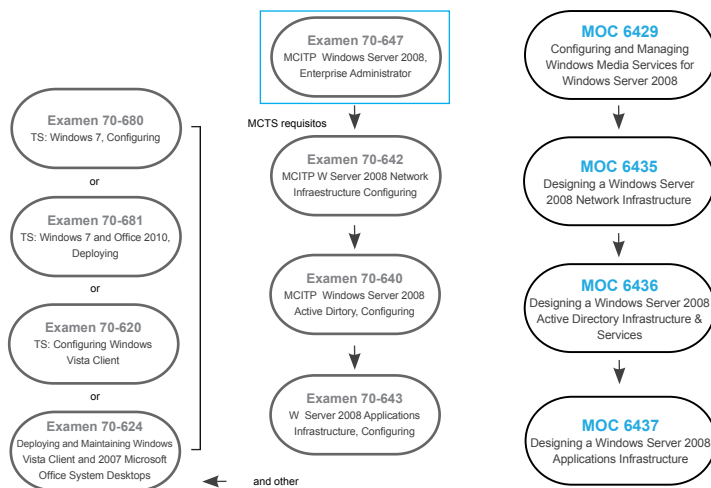 Examen 70-680
TS: Windows 7, Configuring
or
Examen 70-681
TS: Windows 7 and Office 2010,
Deploying
or
Examen 70-620
TS: Configuring Windows
Vista Client
or
Examen 70-624
Deploying and Maintaining Windows
Vista Client and 2007 Microsoft
Office System Desktops
Examen 70-647
MCITP Windows Server 2008,
Enterprise Administrator
MCTS requisitos
Examen 70-642
MCITP W Server 2008 Network
Infraestructure Configuring
Examen 70-640
MCITP Windows Server 2008
Active Dirtory, Configuring
Examen 70-643
W Server 2008 Applications
Infrastructure, Configuring
and other
MOC 6429
Configuring and Managing
Windows Media Services for
Windows Server 2008
MOC 6435
Designing a Windows Server
2008 Network Infrastructure
MOC 6436
Designing a Windows Server 2008
Active Directory Infrastructure &
Services
MOC 6437
Designing a Windows Server 2008
Applications Infrastructure